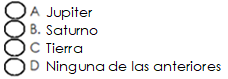 A Jupiter
B. Saturno
C Tierra
D Ninguna de las anteriores